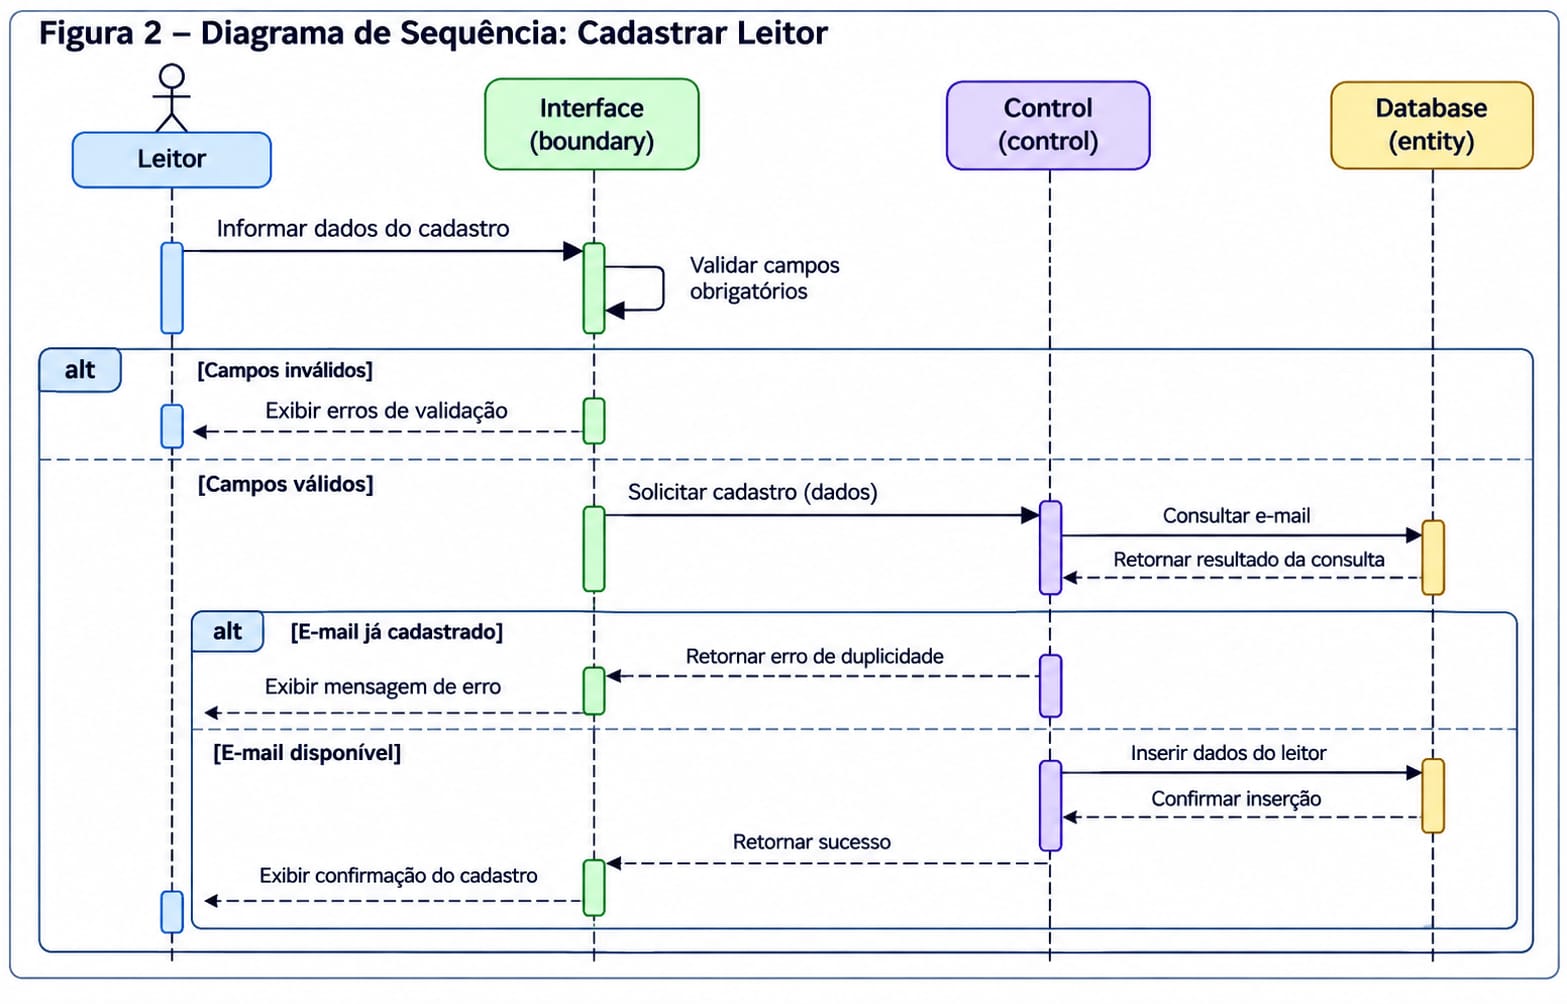 Figura 2 – Diagrama de Sequência: Cadastrar Leitor
Leitor
Interface
(boundary)
Control
(control)
Database
(entity)
Informar dados do cadastro
Validar campos
obrigatórios
alt
[Campos inválidos]
Exibir erros de validação
[Campos válidos]
Solicitar cadastro (dados)
Consultar e-mail
Retornar resultado da consulta
alt
[E-mail já cadastrado]
Retornar erro de duplicidade
Exibir mensagem de erro
[E-mail disponível]
Inserir dados do leitor
Confirmar inserção
Retornar sucesso
Exibir confirmação do cadastro